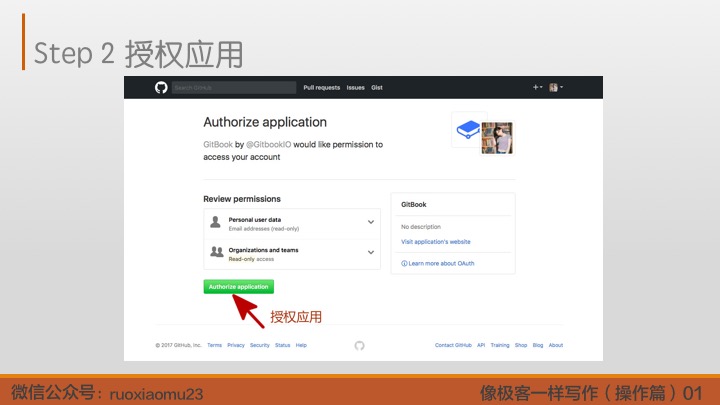 Step 2 授权应用
Search GitHub
Pull requests Issues Gist
Authorize application
GitBook by @GitbookIO would like permission to
access your account
Review permissions
Personal user data
Email addresses (read-only)
Organizations and teams
Read-only access
GitBook
No description
Visit application's website
Learn more about OAuth
Authorize application
授权应用
© 2017 GitHub, Inc. Terms Privacy Security Status Help
Contact GitHub API Training Shop Blog About
微信公众号：ruoxiaomu23
像极客一样写作（操作篇）01